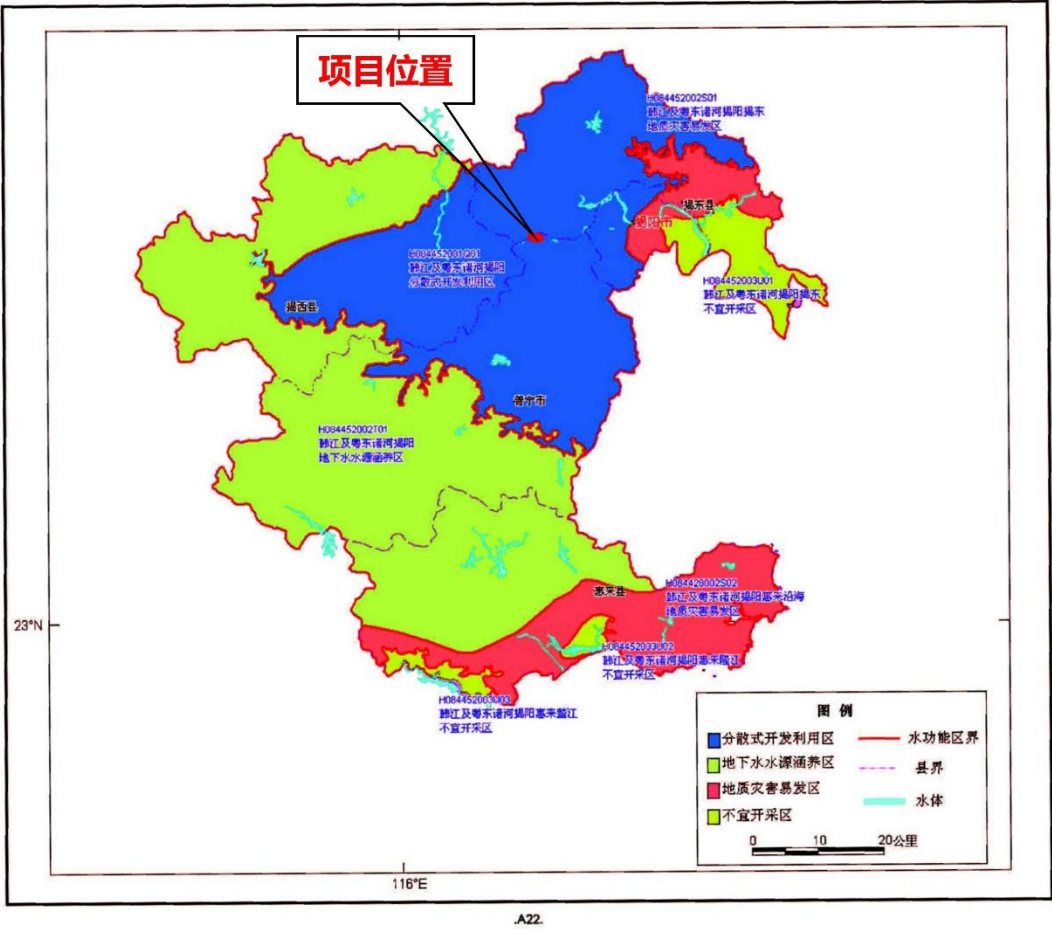 项目位置
H084452002S01
韩江及粤东诸河揭阳揭东
地质灾害易发区
揭东县
揭阳市
H084452001Q01
韩江及粤东诸河揭阳
分散式开发利用区
H084452003U01
韩江及粤东诸河揭阳揭东
不宜开采区
揭西县
普宁市
H084452002T01
韩江及粤东诸河揭阳
地下水水源涵养区
惠来县
H084428002S02
韩江及粤东诸河揭阳惠来沿海
地质灾害易发区
23°N
H084452003U02
韩江及粤东诸河揭阳惠来隆江
不宜开采区
H084452003U03
韩江及粤东诸河揭阳惠来蓝江
不宜开采区
图 例
分散式开发利用区
水功能区界
地下水水源涵养区
县界
地质灾害易发区
水体
不宜开采区
0 10 20公里
116°E
.A22.